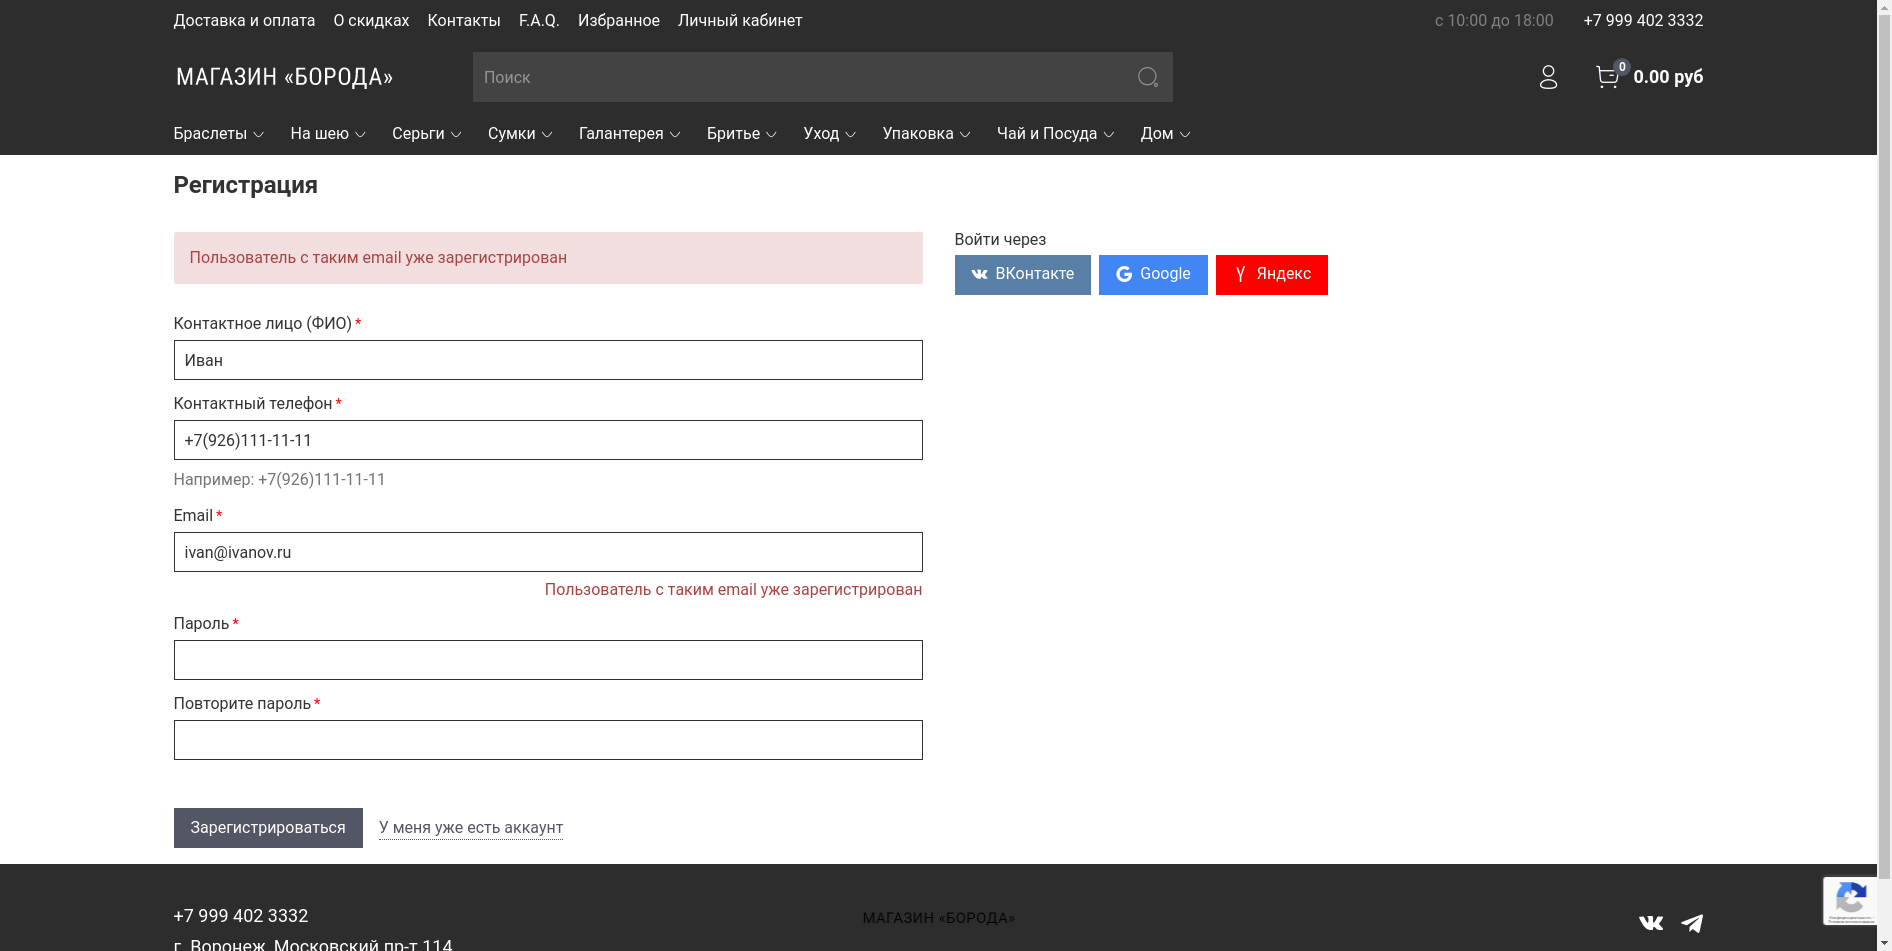 Доставка и оплата О скидках Контакты F.A.Q. Избранное Личный кабинет с 10:00 до 18:00 +7 999 402 3332
МАГАЗИН «БОРОДА» Поиск 0 0.00 руб
Браслеты На шею Серьги Сумки Галантерея Бритье Уход Упаковка Чай и Посуда Дом
Регистрация
Пользователь с таким email уже зарегистрирован
Войти через
ВКонтакте Google Яндекс
Контактное лицо (ФИО) *
Иван
Контактный телефон *
+7(926)111-11-11
Например: +7(926)111-11-11
Email *
ivan@ivanov.ru
Пользователь с таким email уже зарегистрирован
Пароль *
Повторите пароль *
Зарегистрироваться У меня уже есть аккаунт
+7 999 402 3332
МАГАЗИН «БОРОДА»
г. Воронеж, Московский пр-т 114